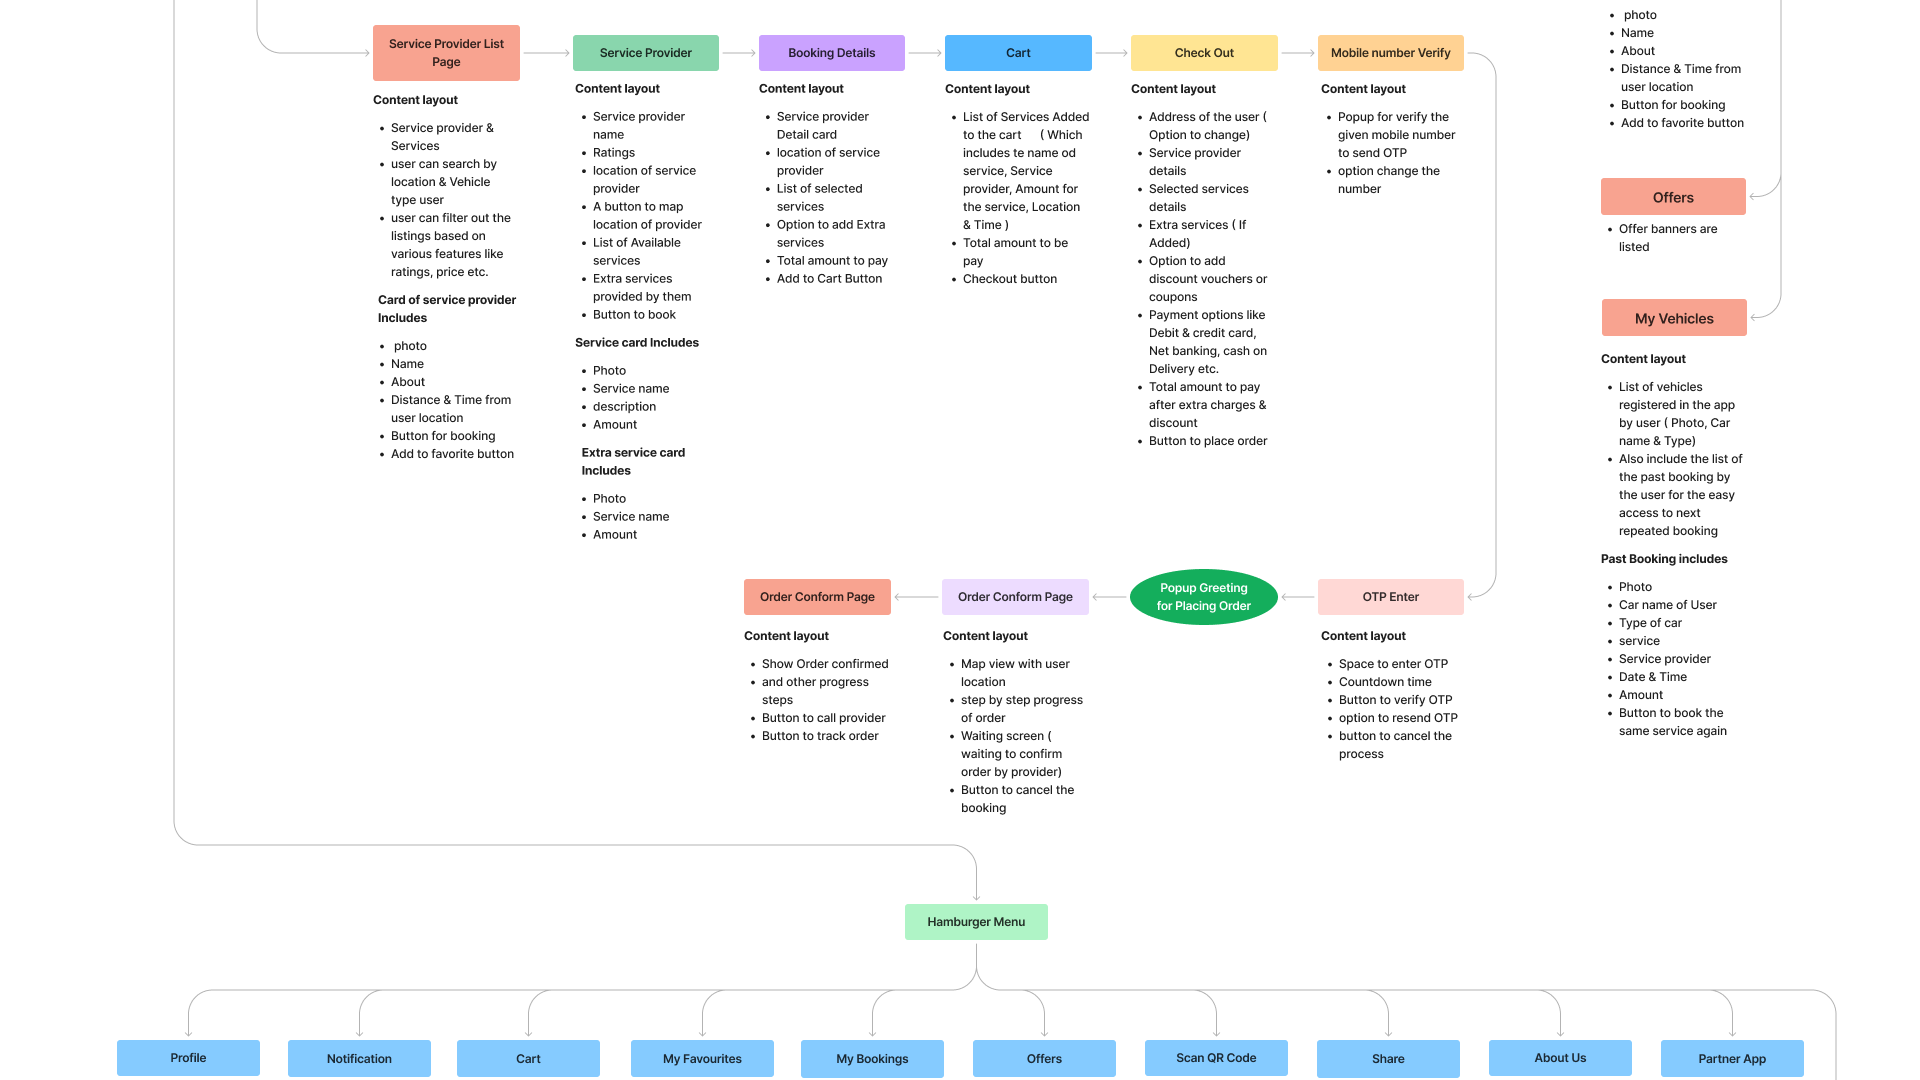 Service Provider List
Page
Content layout
• Service provider &
Services
• user can search by
location & Vehicle
type user
• user can filter out the
listings based on
various features like
ratings, price etc.
Card of service provider
Includes
• photo
• Name
• About
• Distance & Time from
user location
• Button for booking
• Add to favorite button
Service Provider
Content layout
• Service provider
name
• Ratings
• location of service
provider
• A button to map
location of provider
• List of Available
services
• Extra services
provided by them
• Button to book
Service card Includes
• Photo
• Service name
• description
• Amount
Extra service card
Includes
• Photo
• Service name
• Amount
Booking Details
Content layout
• Service provider
Detail card
• location of service
provider
• List of selected
services
• Option to add Extra
services
• Total amount to pay
• Add to Cart Button
Cart
Content layout
• List of Services Added
to the cart ( Which
includes te name od
service, Service
provider, Amount for
the service, Location
& Time )
• Total amount to be
pay
• Checkout button
Check Out
Content layout
• Address of the user (
Option to change)
• Service provider
details
• Selected services
details
• Extra services ( If
Added)
• Option to add
discount vouchers or
coupons
• Payment options like
Debit & credit card,
Net banking, cash on
Delivery etc.
• Total amount to pay
after extra charges &
discount
• Button to place order
Mobile number Verify
Content layout
• Popup for verify the
given mobile number
to send OTP
• option change the
number
• photo
• Name
• About
• Distance & Time from
user location
• Button for booking
• Add to favorite button
Offers
• Offer banners are
listed
My Vehicles
Content layout
• List of vehicles
registered in the app
by user ( Photo, Car
name & Type)
• Also include the list of
the past booking by
the user for the easy
access to next
repeated booking
Past Booking includes
• Photo
• Car name of User
• Type of car
• service
• Service provider
• Date & Time
• Amount
• Button to book the
same service again
Order Conform Page
Content layout
• Show Order confirmed
• and other progress
steps
• Button to call provider
• Button to track order
Order Conform Page
Content layout
• Map view with user
location
• step by step progress
of order
• Waiting screen (
waiting to confirm
order by provider)
• Button to cancel the
booking
Popup Greeting
for Placing Order
OTP Enter
Content layout
• Space to enter OTP
• Countdown time
• Button to verify OTP
• option to resend OTP
• button to cancel the
process
Hamburger Menu
Profile
Notification
Cart
My Favourites
My Bookings
Offers
Scan QR Code
Share
About Us
Partner App